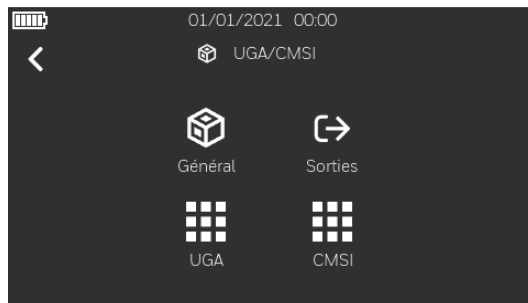 01/01/2021 00:00
UGA/CMSI
Général Sorties
UGA CMSI